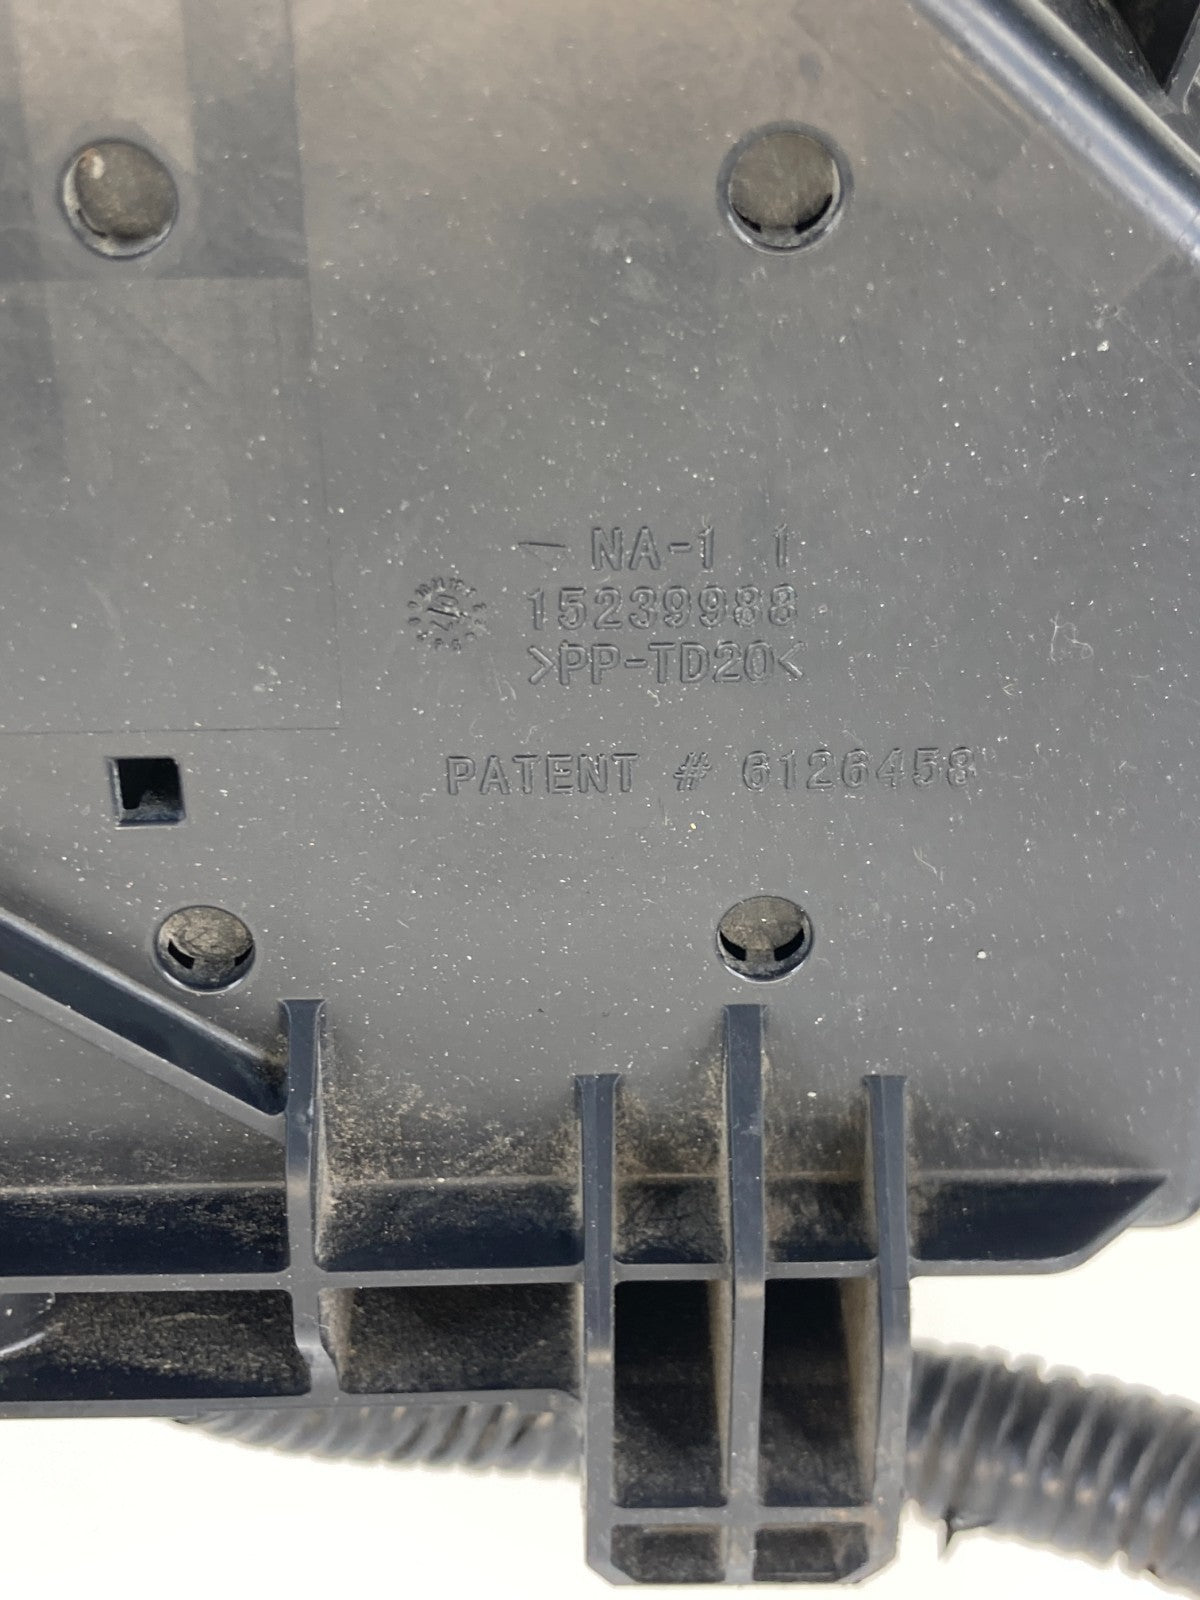 NA-1 1
15239988
>PP-TD20<
PATENT # 6126458